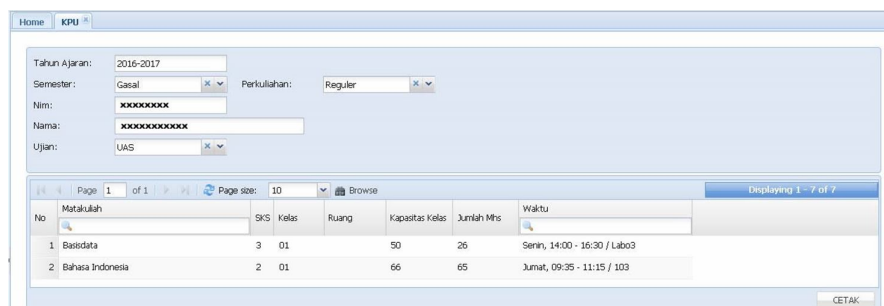 Home KPU
Tahun Ajaran: 2016-2017
Semester: Gasal Perkuliahan: Reguler
Nim: xxxxxxxx
Nama: xxxxxxxxxxx
Ujian: UAS
Page 1 of 1 Page size: 10 Browse Displaying 1 - 7 of 7
No Matakuliah SKS Kelas Ruang Kapasitas Kelas Jumlah Mhs Waktu
1 Basisdata 3 01 50 26 Senin, 14:00 - 16:30 / Labo3
2 Bahasa Indonesia 2 01 66 65 Jumat, 09:35 - 11:15 / 103
CETAK